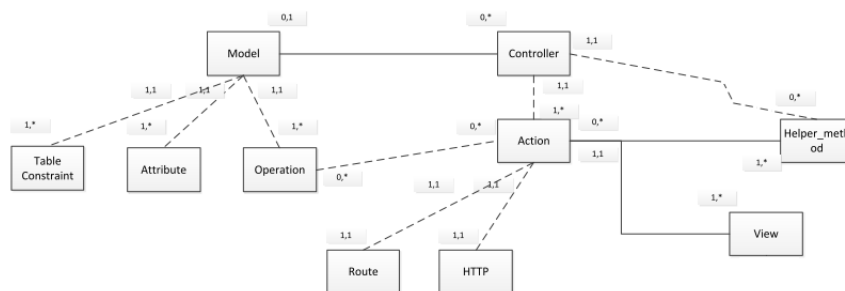 0,1
0,*
Model
Controller
1,1
1,1
1,1
1,1
1,1
1,*
1,*
1,*
0,*
1,*
0,*
0,*
Table
Constraint
Attribute
Operation
Action
Helper_meth
od
0,*
1,1
1,*
1,1
1,1
1,*
1,1
1,1
View
Route
HTTP